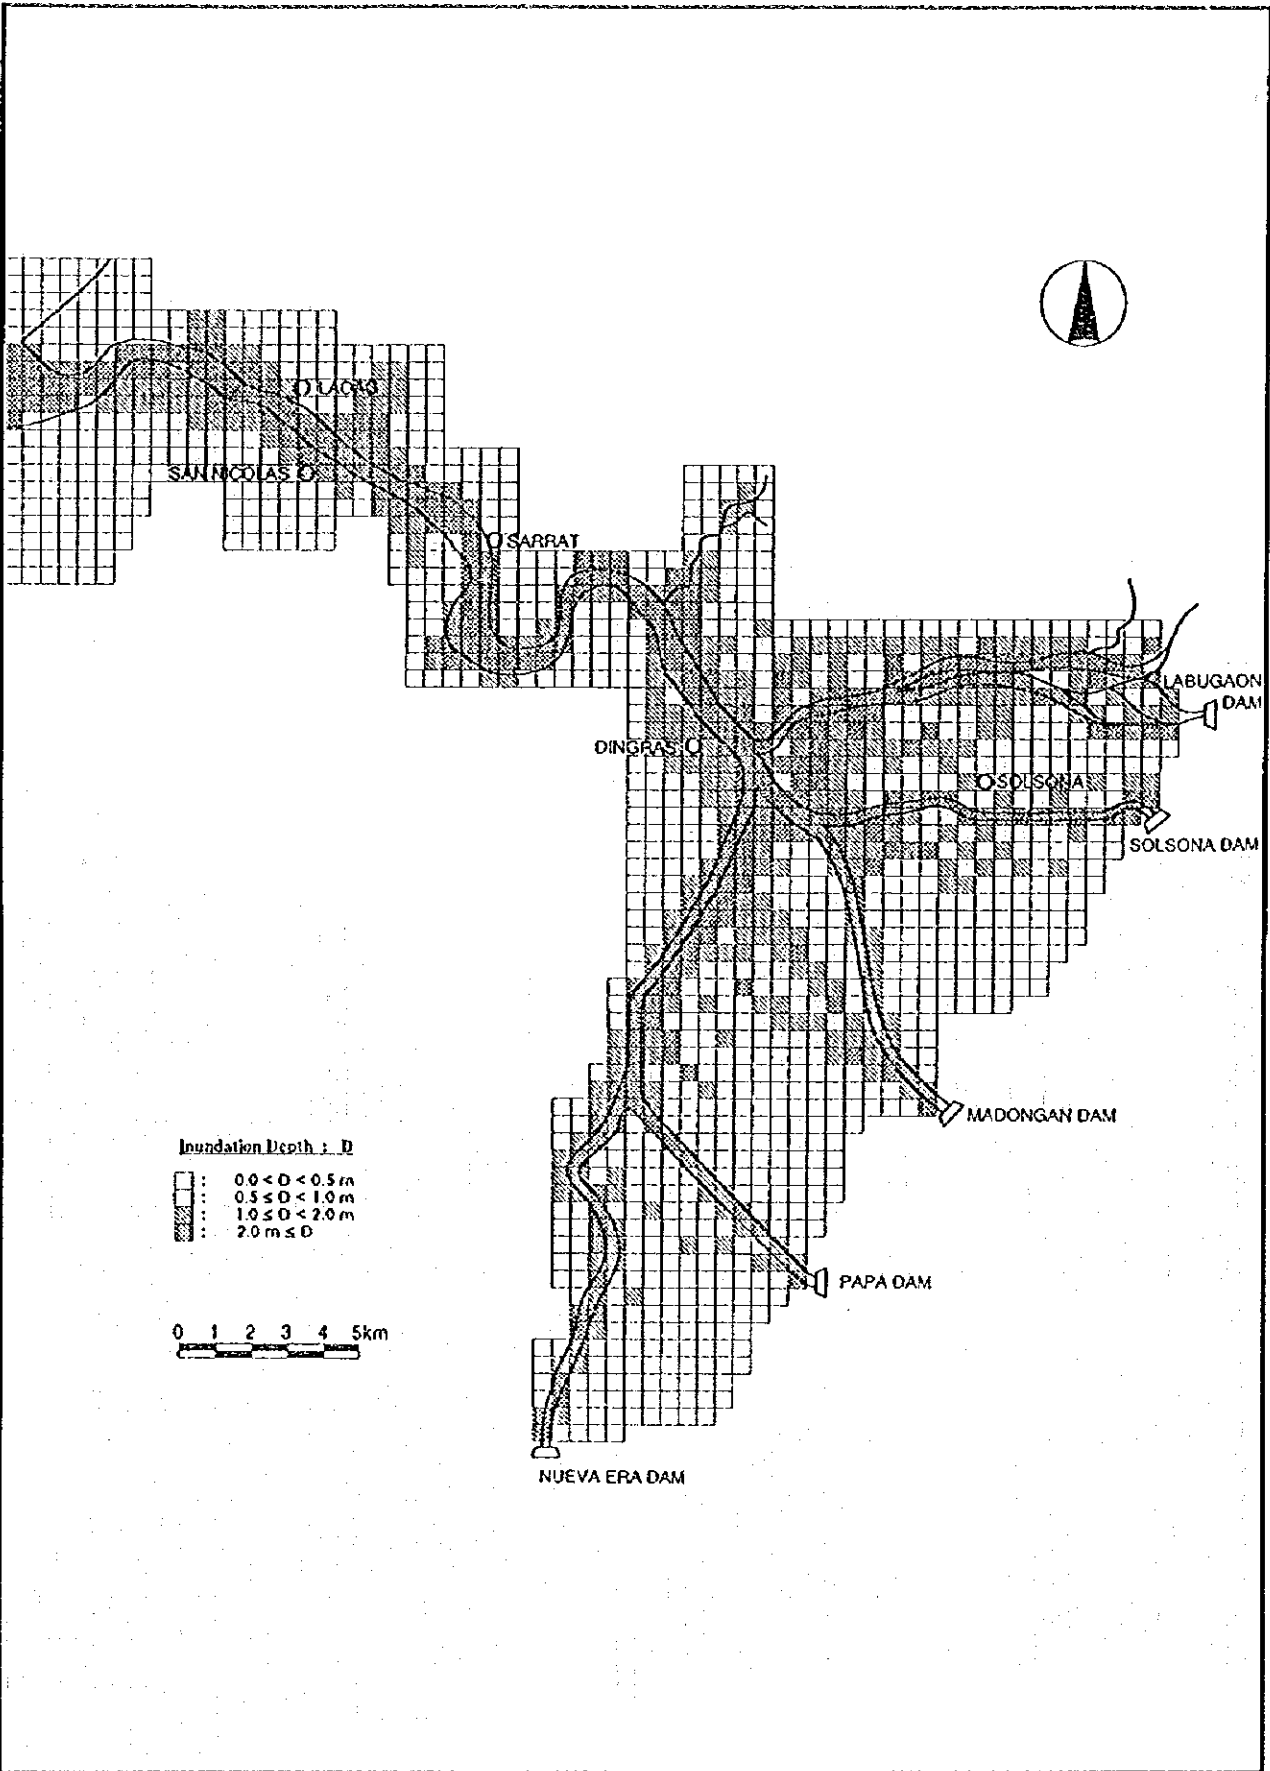 LAOAG
SAN NICOLAS
SARRAT
LABUGAON
DAM
DINGRAS
SOLSONA
SOLSONA DAM
MADONGAN DAM
Inundation Depth : D
: 0.0 < D < 0.5 m
: 0.5 ≤ D < 1.0 m
: 1.0 ≤ D < 2.0 m
: 2.0 m ≤ D
PAPA DAM
0 1 2 3 4 5km
NUEVA ERA DAM